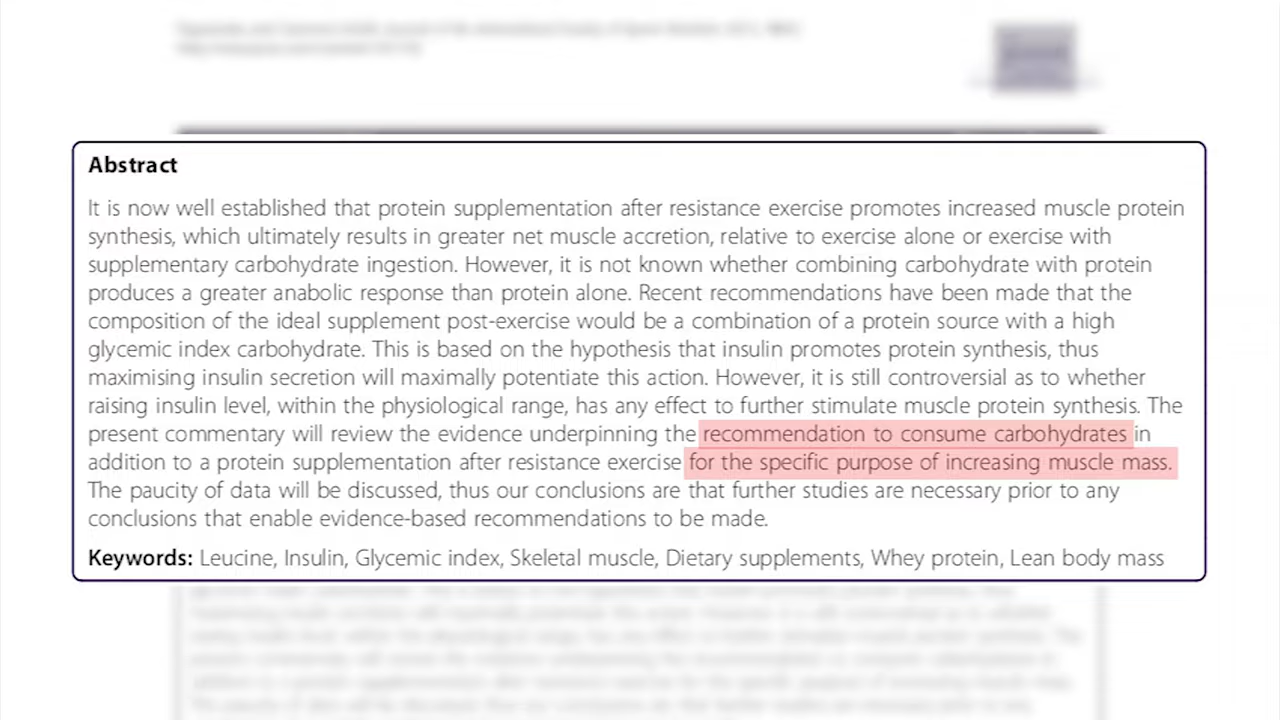 Abstract
It is now well established that protein supplementation after resistance exercise promotes increased muscle protein
synthesis, which ultimately results in greater net muscle accretion, relative to exercise alone or exercise with
supplementary carbohydrate ingestion. However, it is not known whether combining carbohydrate with protein
produces a greater anabolic response than protein alone. Recent recommendations have been made that the
composition of the ideal supplement post-exercise would be a combination of a protein source with a high
glycemic index carbohydrate. This is based on the hypothesis that insulin promotes protein synthesis, thus
maximising insulin secretion will maximally potentiate this action. However, it is still controversial as to whether
raising insulin level, within the physiological range, has any effect to further stimulate muscle protein synthesis. The
present commentary will review the evidence underpinning the recommendation to consume carbohydrates in
addition to a protein supplementation after resistance exercise for the specific purpose of increasing muscle mass.
The paucity of data will be discussed, thus our conclusions are that further studies are necessary prior to any
conclusions that enable evidence-based recommendations to be made.
Keywords: Leucine, Insulin, Glycemic index, Skeletal muscle, Dietary supplements, Whey protein, Lean body mass